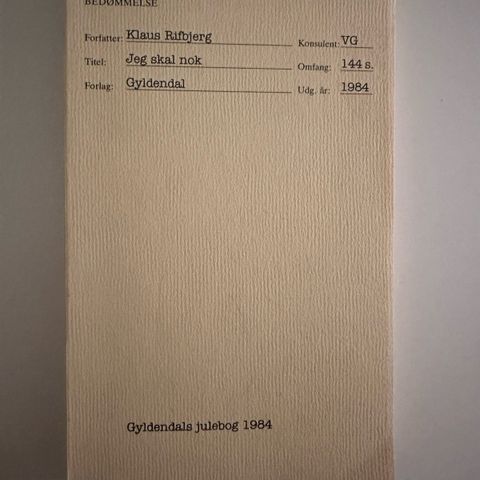 BEDØMMELSE
Forfatter: Klaus Rifbjerg Konsulent: VG
Titel: Jeg skal nok Omfang: 144 s.
Forlag: Gyldendal Udg. år: 1984
Gyldendals julebog 1984